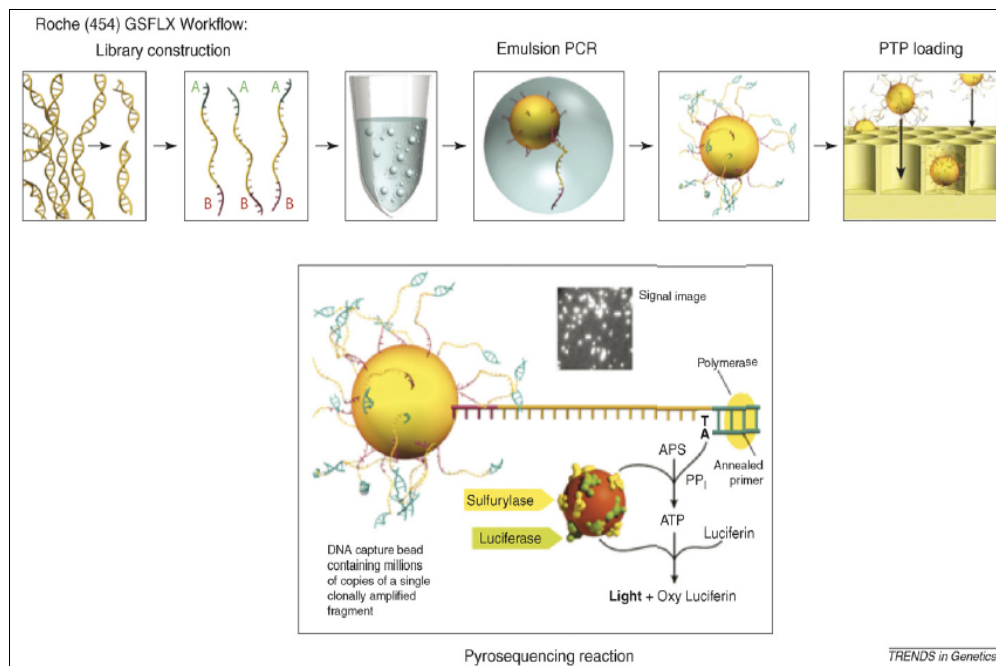 Roche (454) GSFLX Workflow:
Library construction
Emulsion PCR
PTP loading
A A A
B B B
Signal image
Polymerase
T
A
Annealed
primer
APS
PPi
Sulfurylase
ATP
Luciferase
Luciferin
DNA capture bead
containing millions
of copies of a single
clonally amplified
fragment
Light + Oxy Luciferin
Pyrosequencing reaction
TRENDS in Genetics